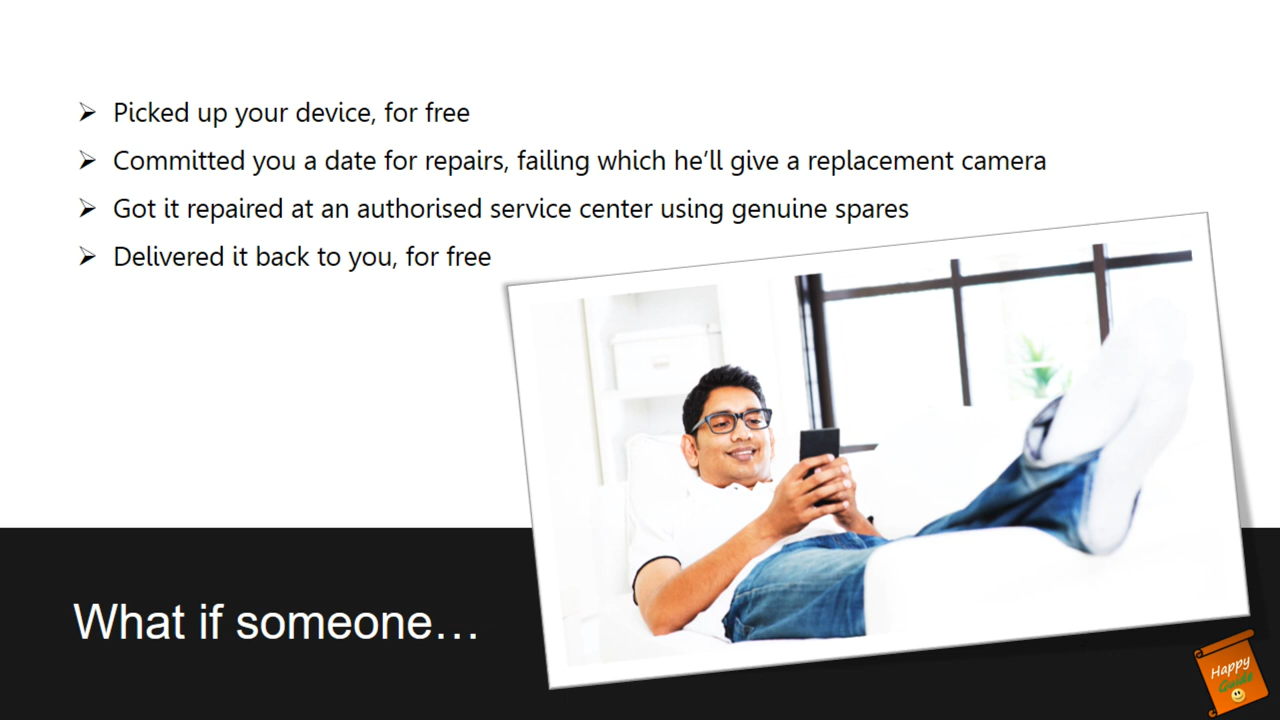 Picked up your device, for free
Committed you a date for repairs, failing which he’ll give a replacement camera
Got it repaired at an authorised service center using genuine spares
Delivered it back to you, for free
What if someone…
Happy
Guide